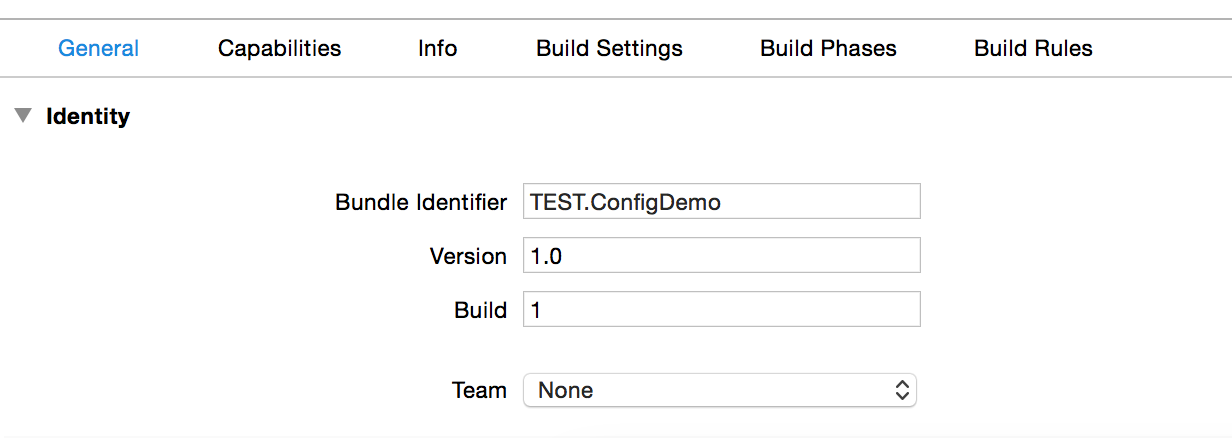 General Capabilities Info Build Settings Build Phases Build Rules
Identity
Bundle Identifier TEST.ConfigDemo
Version 1.0
Build 1
Team None